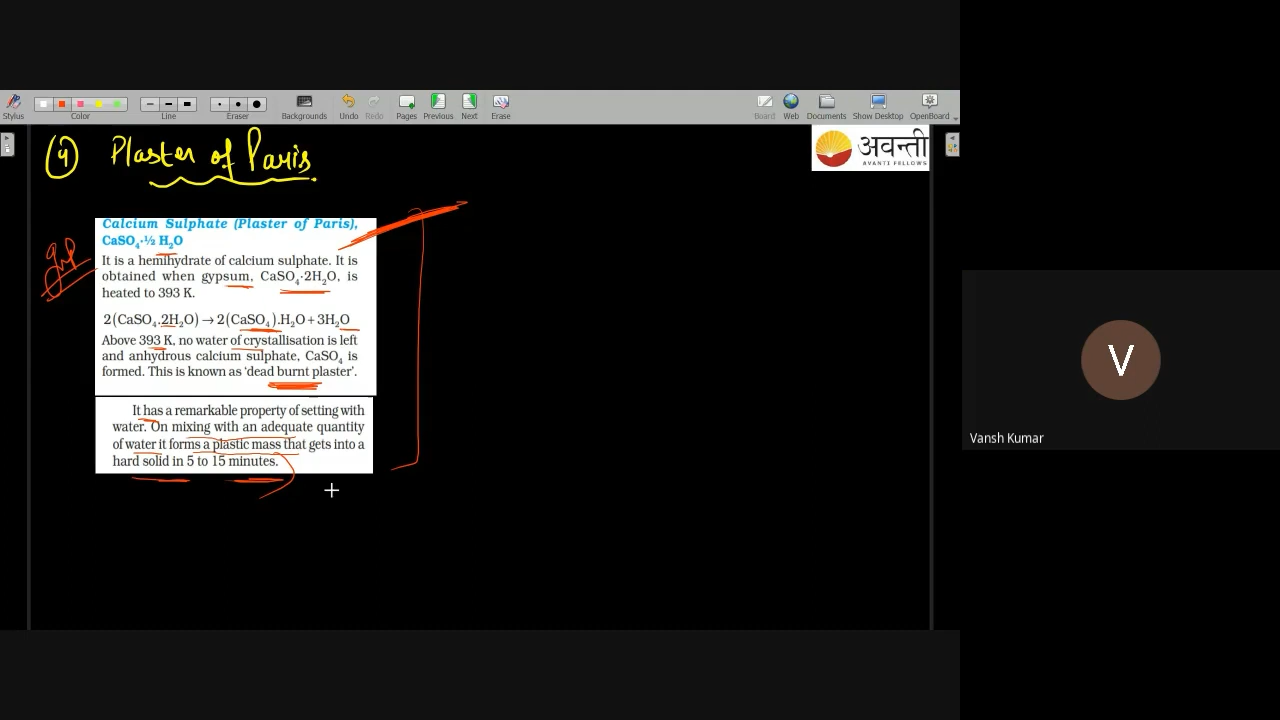 Stylus
Color
Line
Eraser
Backgrounds
Undo
Redo
Pages
Previous
Next
Erase
Board
Web
Documents
Show Desktop
OpenBoard
(4) Plaster of Paris
अवन्ती
AVANTI FELLOWS
Calcium Sulphate (Plaster of Paris),
CaSO₄·½ H₂O
It is a hemihydrate of calcium sulphate. It is
obtained when gypsum, CaSO₄·2H₂O, is
heated to 393 K.
2(CaSO₄.2H₂O) → 2(CaSO₄).H₂O + 3H₂O
Above 393 K, no water of crystallisation is left
and anhydrous calcium sulphate, CaSO₄ is
formed. This is known as ‘dead burnt plaster’.
It has a remarkable property of setting with
water. On mixing with an adequate quantity
of water it forms a plastic mass that gets into a
hard solid in 5 to 15 minutes.
V
Vansh Kumar